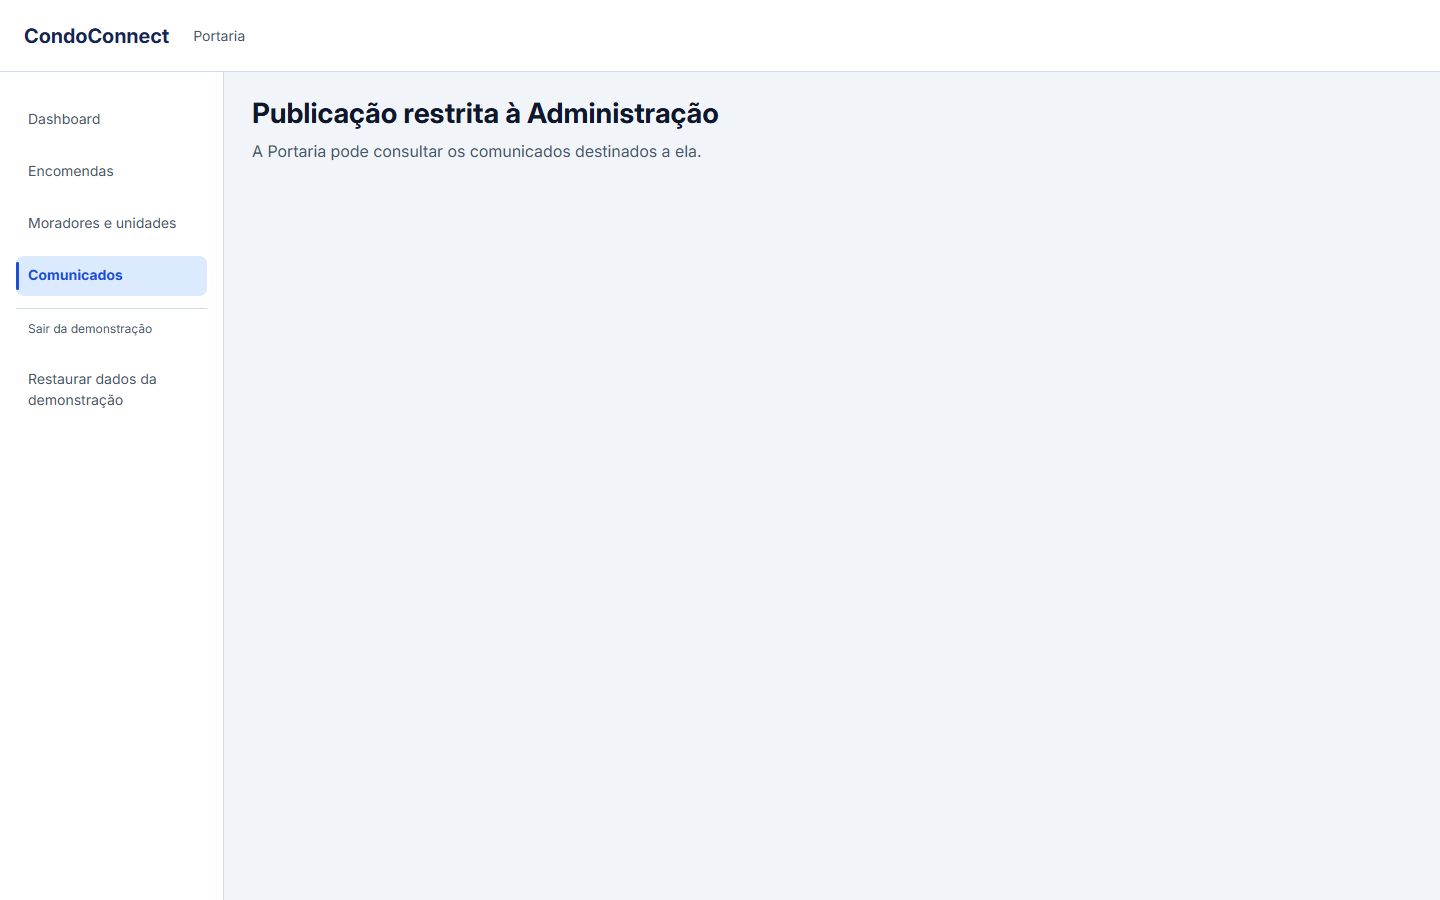 CondoConnect
Portaria
Dashboard
Encomendas
Moradores e unidades
Comunicados
Sair da demonstração
Restaurar dados da
demonstração
Publicação restrita à Administração
A Portaria pode consultar os comunicados destinados a ela.